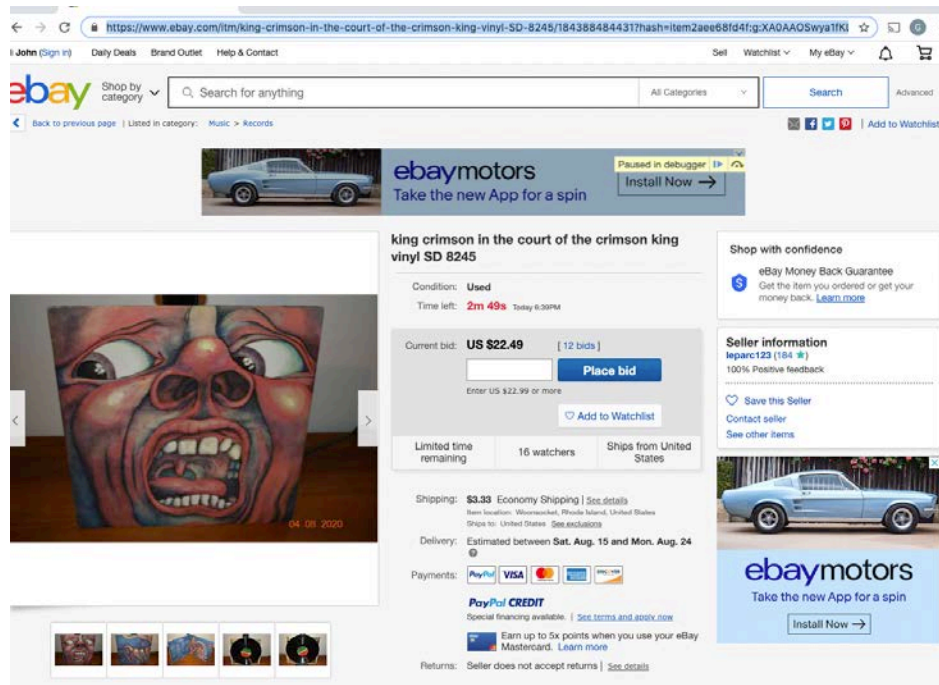 https://www.ebay.com/itm/king-crimson-in-the-court-of-the-crimson-king-vinyl-SD-8245/184388484431?hash=item2aee68fd4f:g:XA0AAOSwya1fK
John (Sign in) Daily Deals Brand Outlet Help & Contact Sell Watchlist My eBay
ebay Shop by category Search for anything All Categories Search Advanced
Back to previous page | Listed in category: Music > Records | Add to Watchlist
ebaymotors
Take the new App for a spin
Paused in debugger
Install Now →
king crimson in the court of the crimson king
vinyl SD 8245
Condition: Used
Time left: 2m 49s Today 6:39PM
Current bid: US $22.49 [ 12 bids ]
Place bid
Enter US $22.99 or more
Add to Watchlist
Limited time
remaining
16 watchers
Ships from United
States
Shipping: $3.33 Economy Shipping | See details
Item location: Woonsocket, Rhode Island, United States
Ships to: United States See exclusions
Delivery: Estimated between Sat. Aug. 15 and Mon. Aug. 24
Payments: PayPal VISA
PayPal CREDIT
Special financing available. | See terms and apply now
Earn up to 5x points when you use your eBay
Mastercard. Learn more
Returns: Seller does not accept returns | See details
04 08 2020
Shop with confidence
eBay Money Back Guarantee
Get the item you ordered or get your
money back. Learn more
Seller information
leparc123 (184 ★)
100% Positive feedback
Save this Seller
Contact seller
See other items
ebaymotors
Take the new App for a spin
Install Now →